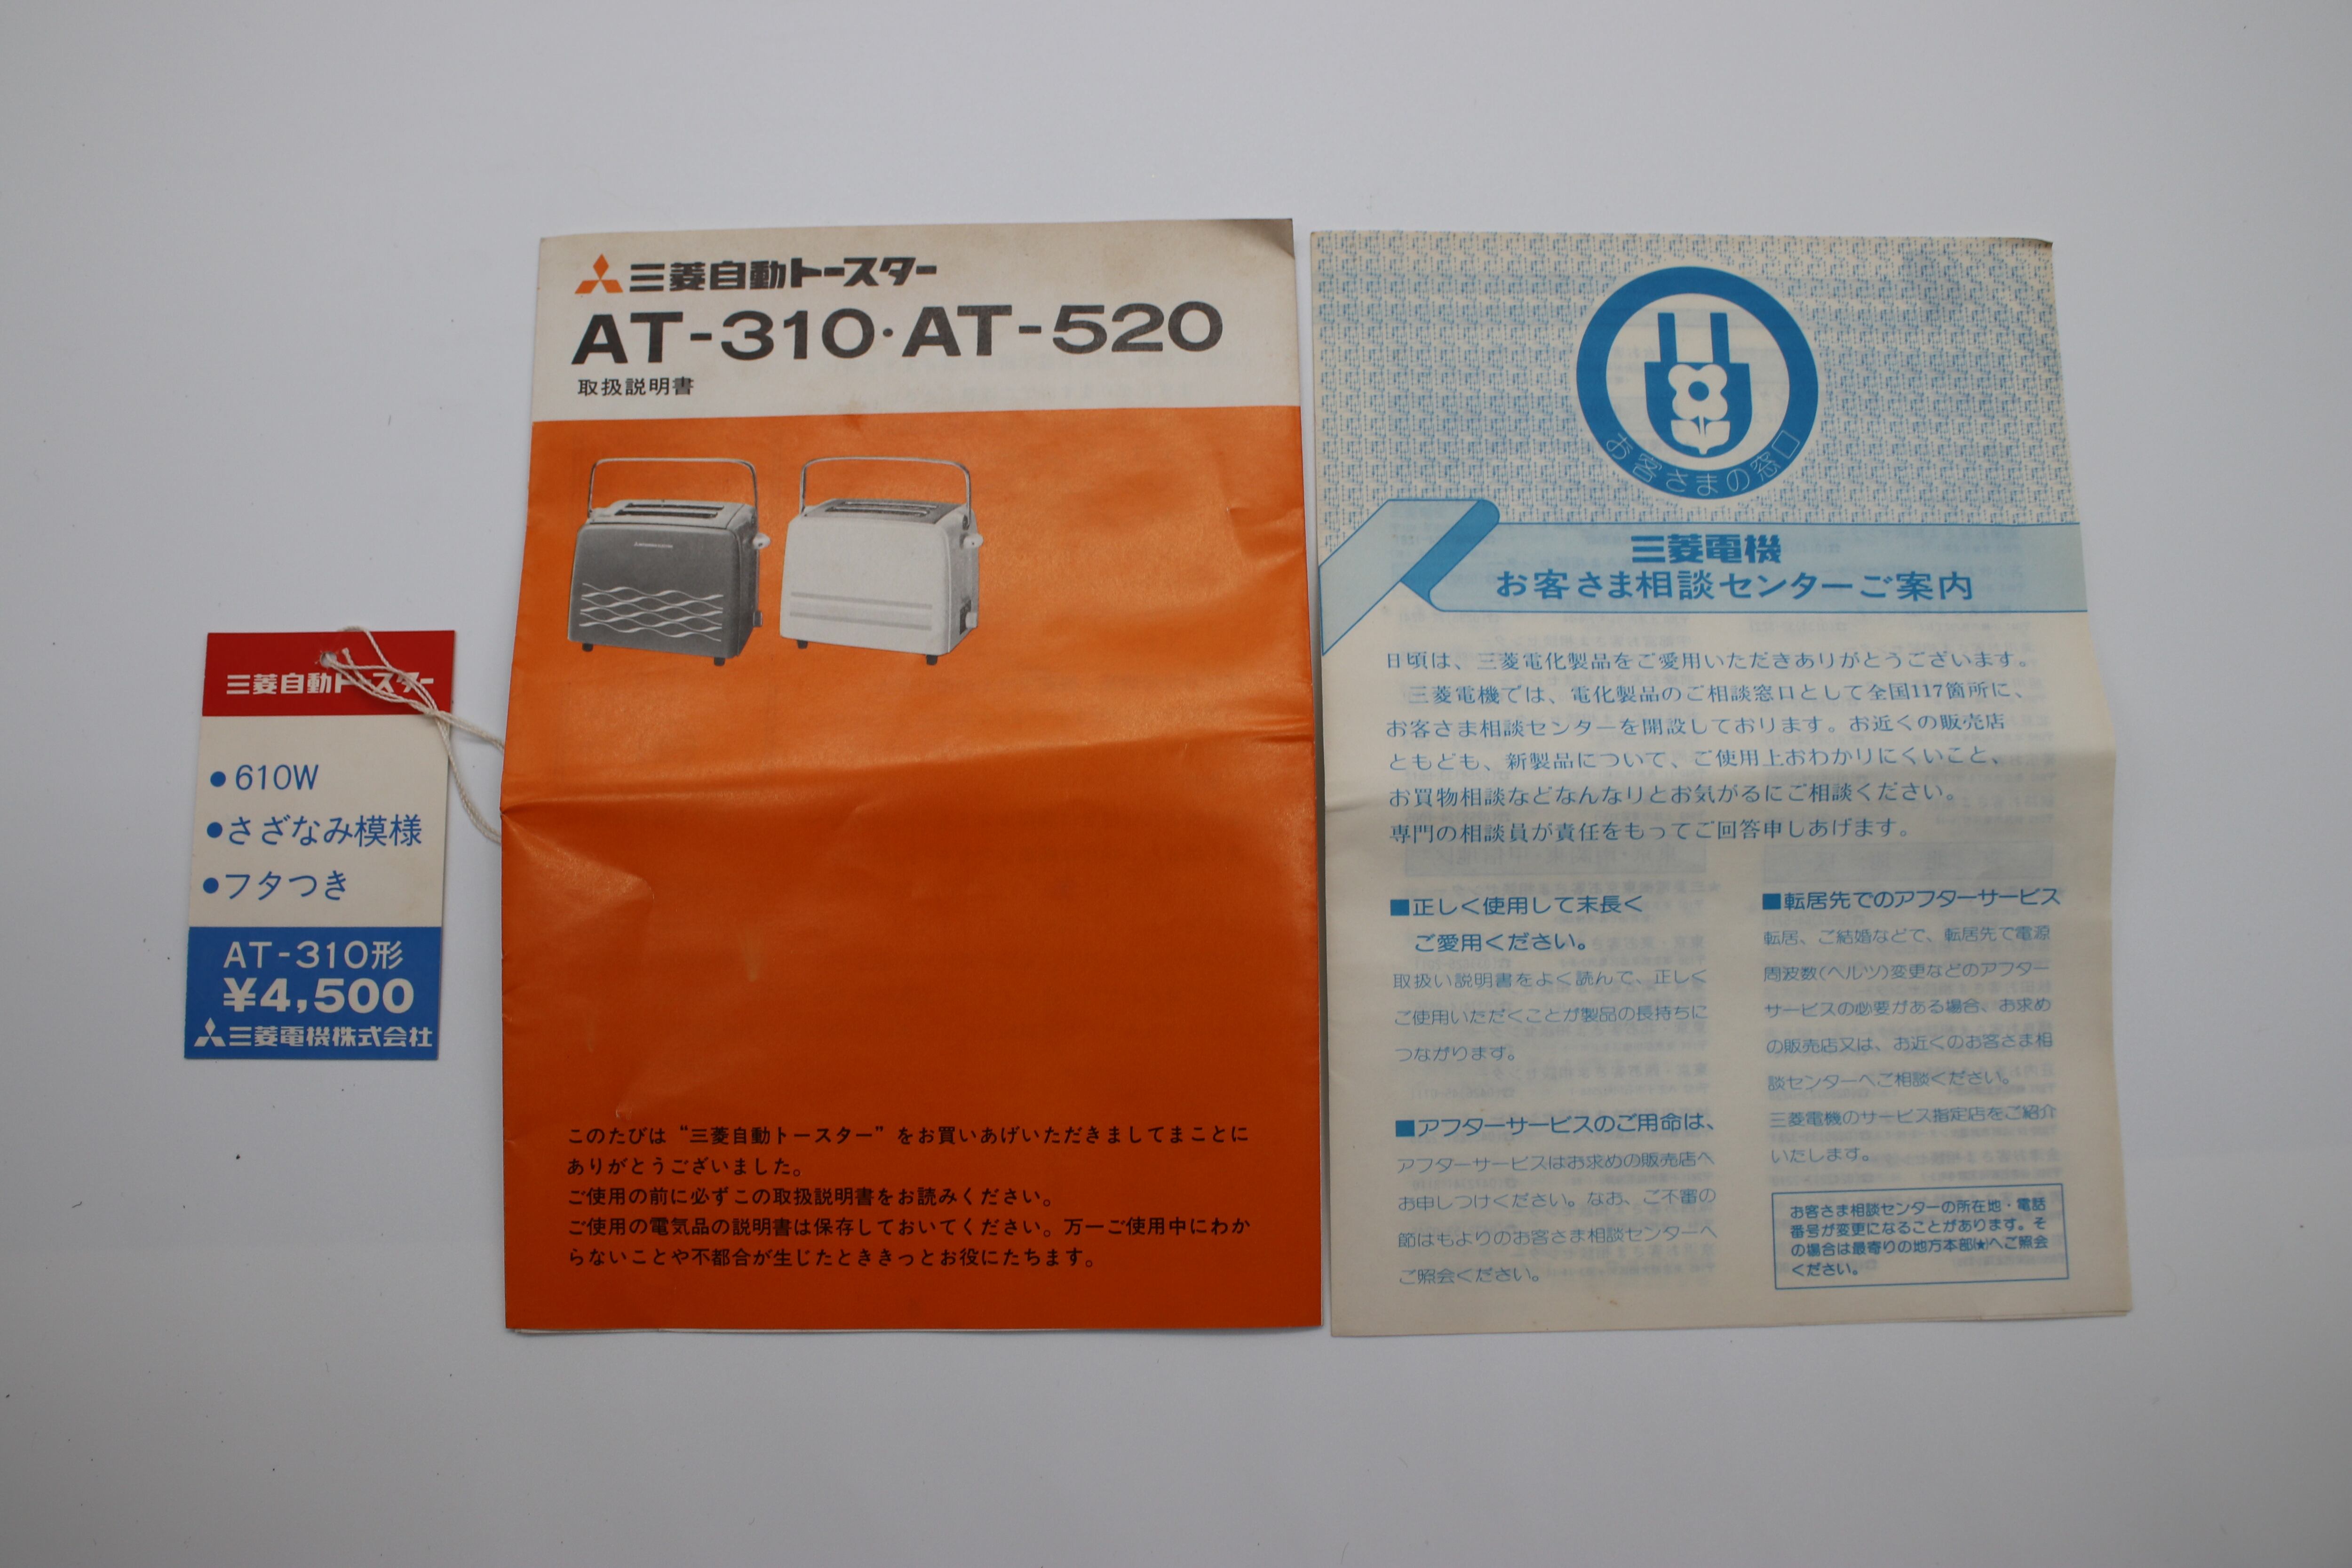 三菱自動トースター
●610W
●さざなみ模様
●フタつき
AT-310形
¥4,500
三菱電機株式会社
三菱自動トースター
AT-310・AT-520
取扱説明書
このたびは“三菱自動トースター”をお買いあげいただきましてまことに
ありがとうございました。
ご使用の前に必ずこの取扱説明書をお読みください。
ご使用の電気品の説明書は保存しておいてください。万一ご使用中にわか
らないことや不都合が生じたとききっとお役にたちます。
お客さまの窓口
三菱電機
お客さま相談センターご案内
日頃は、三菱電化製品をご愛用いただきありがとうございます。
三菱電機では、電化製品のご相談窓口として全国117箇所に、
お客さま相談センターを開設しております。お近くの販売店
ともども、新製品について、ご使用上おわかりにくいこと、
お買物相談などなんなりとお気がるにご相談ください。
専門の相談員が責任をもってご回答申しあげます。
■正しく使用して末長く
ご愛用ください。
取扱い説明書をよく読んで、正しく
ご使用いただくことが製品の長持ちに
つながります。
■アフターサービスのご用命は、
アフターサービスはお求めの販売店へ
お申しつけください。なお、ご不審の
節はもよりのお客さま相談センターへ
ご照会ください。
■転居先でのアフターサービス
転居、ご結婚などで、転居先で電源
周波数(ヘルツ)変更などのアフター
サービスの必要がある場合、お求め
の販売店又は、お近くのお客さま相
談センターへご相談ください。
三菱電機のサービス指定店をご紹介
いたします。
お客さま相談センターの所在地・電話
番号が変更になることがあります。そ
の場合は最寄りの地方本部(★)へご照会
ください。